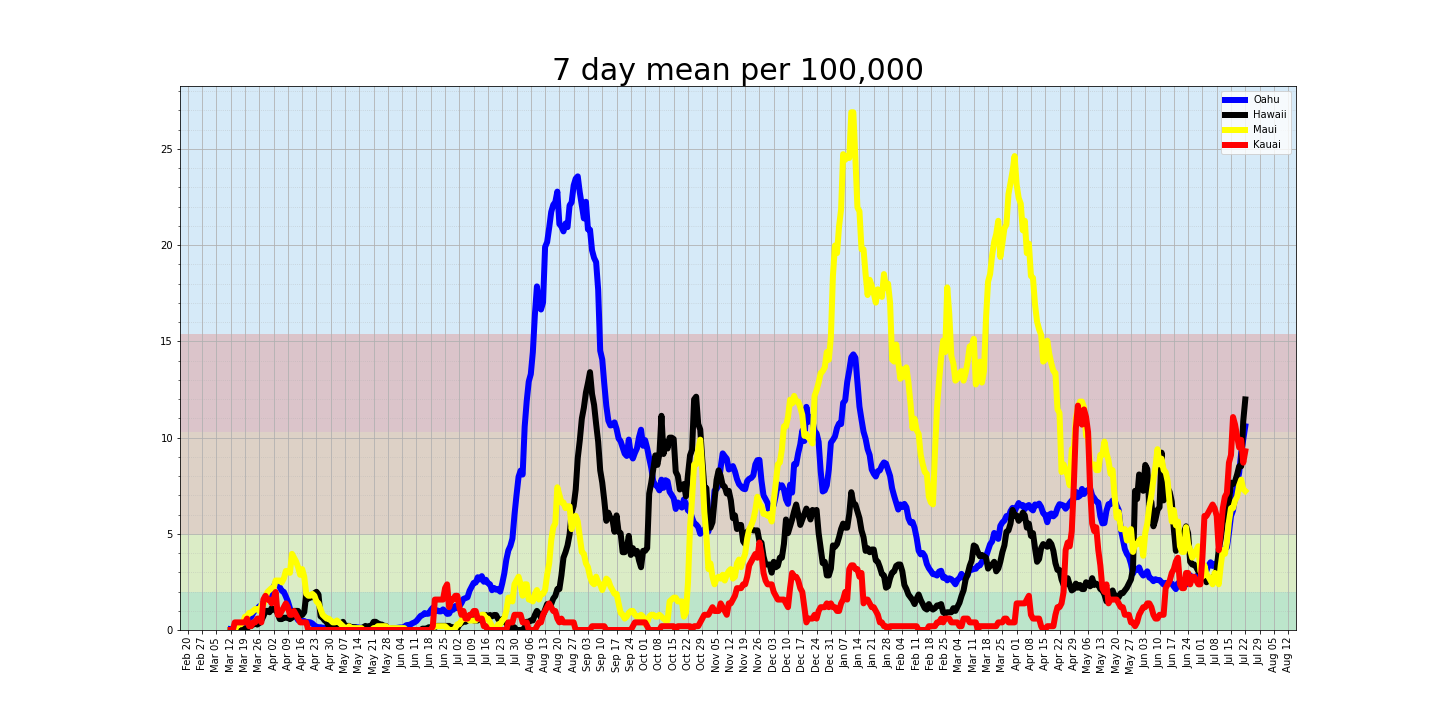 7 day mean per 100,000
Oahu
Hawaii
Maui
Kauai
25
20
15
10
5
0
Feb 20
Feb 27
Mar 05
Mar 12
Mar 19
Mar 26
Apr 02
Apr 09
Apr 16
Apr 23
Apr 30
May 07
May 14
May 21
May 28
Jun 04
Jun 11
Jun 18
Jun 25
Jul 02
Jul 09
Jul 16
Jul 23
Jul 30
Aug 06
Aug 13
Aug 20
Aug 27
Sep 03
Sep 10
Sep 17
Sep 24
Oct 01
Oct 08
Oct 15
Oct 22
Oct 29
Nov 05
Nov 12
Nov 19
Nov 26
Dec 03
Dec 10
Dec 17
Dec 24
Dec 31
Jan 07
Jan 14
Jan 21
Jan 28
Feb 04
Feb 11
Feb 18
Feb 25
Mar 04
Mar 11
Mar 18
Mar 25
Apr 01
Apr 08
Apr 15
Apr 22
Apr 29
May 06
May 13
May 20
May 27
Jun 03
Jun 10
Jun 17
Jun 24
Jul 01
Jul 08
Jul 15
Jul 22
Jul 29
Aug 05
Aug 12